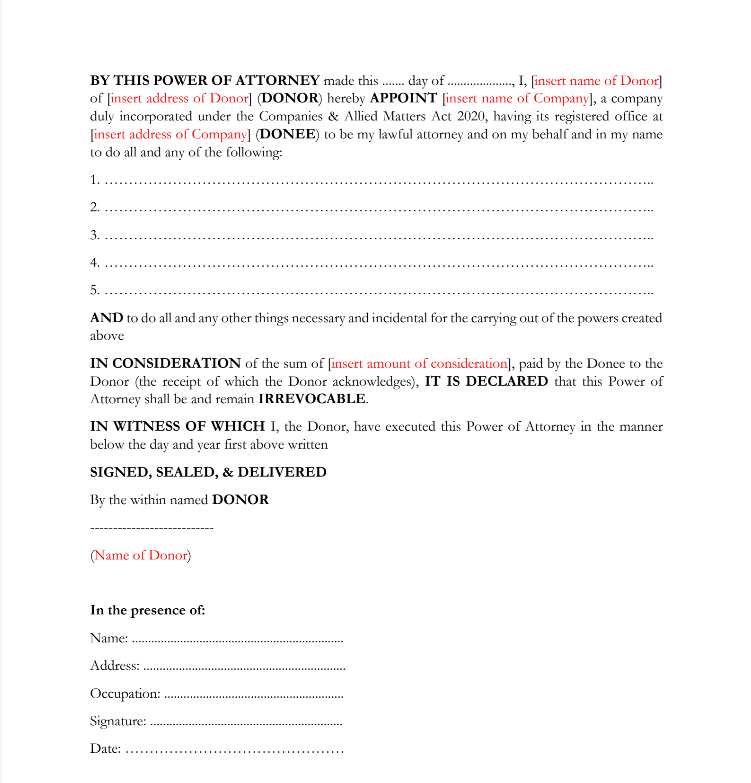 BY THIS POWER OF ATTORNEY made this ....... day of ...................., I, [insert name of Donor]
of [insert address of Donor] (DONOR) hereby APPOINT [insert name of Company], a company
duly incorporated under the Companies & Allied Matters Act 2020, having its registered office at
[insert address of Company] (DONEE) to be my lawful attorney and on my behalf and in my name
to do all and any of the following:
1. …………………………………………………………………………………………………..
2. …………………………………………………………………………………………………..
3. …………………………………………………………………………………………………..
4. …………………………………………………………………………………………………..
5. …………………………………………………………………………………………………..
AND to do all and any other things necessary and incidental for the carrying out of the powers created
above
IN CONSIDERATION of the sum of [insert amount of consideration], paid by the Donee to the
Donor (the receipt of which the Donor acknowledges), IT IS DECLARED that this Power of
Attorney shall be and remain IRREVOCABLE.
IN WITNESS OF WHICH I, the Donor, have executed this Power of Attorney in the manner
below the day and year first above written
SIGNED, SEALED, & DELIVERED
By the within named DONOR
---------------------------
(Name of Donor)
In the presence of:
Name: ..................................................................
Address: ...............................................................
Occupation: ........................................................
Signature: ............................................................
Date: ………………………………………